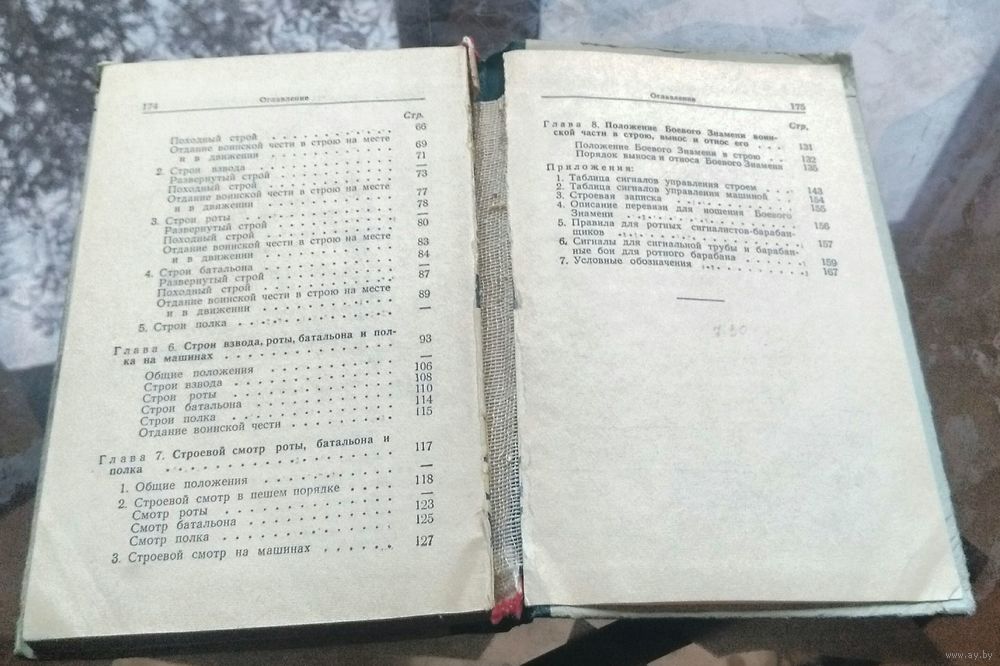 174
Оглавление
Стр.
Походный строй 66
Отдание воинской чести в строю на месте
и в движении 69
2. Строи взвода 71
Развернутый строй —
Походный строй 73
Отдание воинской чести в строю на месте
и в движении 77
3. Строи роты 78
Развернутый строй —
Походный строй 80
Отдание воинской чести в строю на месте
и в движении 83
4. Строи батальона 84
Развернутый строй —
Походный строй 87
Отдание воинской чести в строю на месте
и в движении 89
5. Строи полка —
Глава 6. Строи взвода, роты, батальона и пол-
ка на машинах 93
Общие положения —
Строи взвода 106
Строи роты 108
Строи батальона 110
Строи полка 114
Отдание воинской чести 115
Глава 7. Строевой смотр роты, батальона и
полка 117
1. Общие положения —
2. Строевой смотр в пешем порядке 118
Смотр роты —
Смотр батальона 123
Смотр полка 125
3. Строевой смотр на машинах 127
Оглавление
175
Стр.
Глава 8. Положение Боевого Знамени воин-
ской части в строю, вынос и относ его 131
Положение Боевого Знамени в строю 132
Порядок выноса и относа Боевого Знамени 135
Приложения:
1. Таблица сигналов управления строем 143
2. Таблица сигналов управления машиной 154
3. Строевая записка 155
4. Описание перевязи для ношения Боевого
Знамени 156
5. Правила для ротных сигналистов-барабан-
щиков 157
6. Сигналы для сигнальной трубы и барабан-
ные бои для ротного барабана 159
7. Условные обозначения 167
www.ay.by